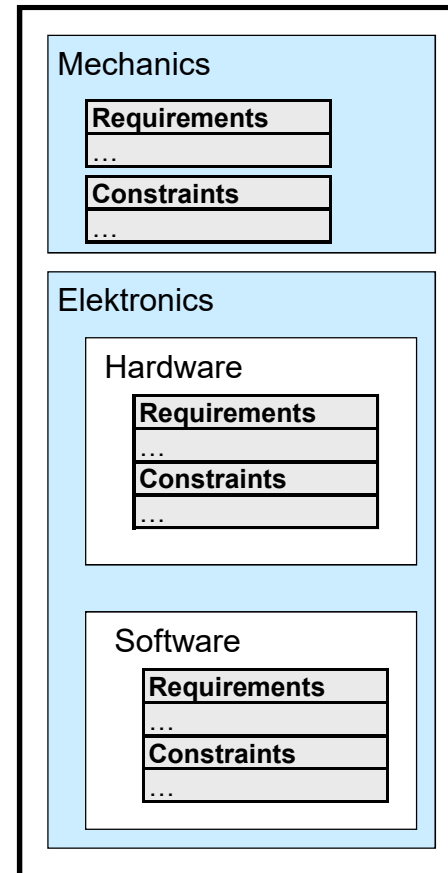 Mechanics
Requirements
...
Constraints
...
Elektronics
Hardware
Requirements
...
Constraints
...
Software
Requirements
...
Constraints
...